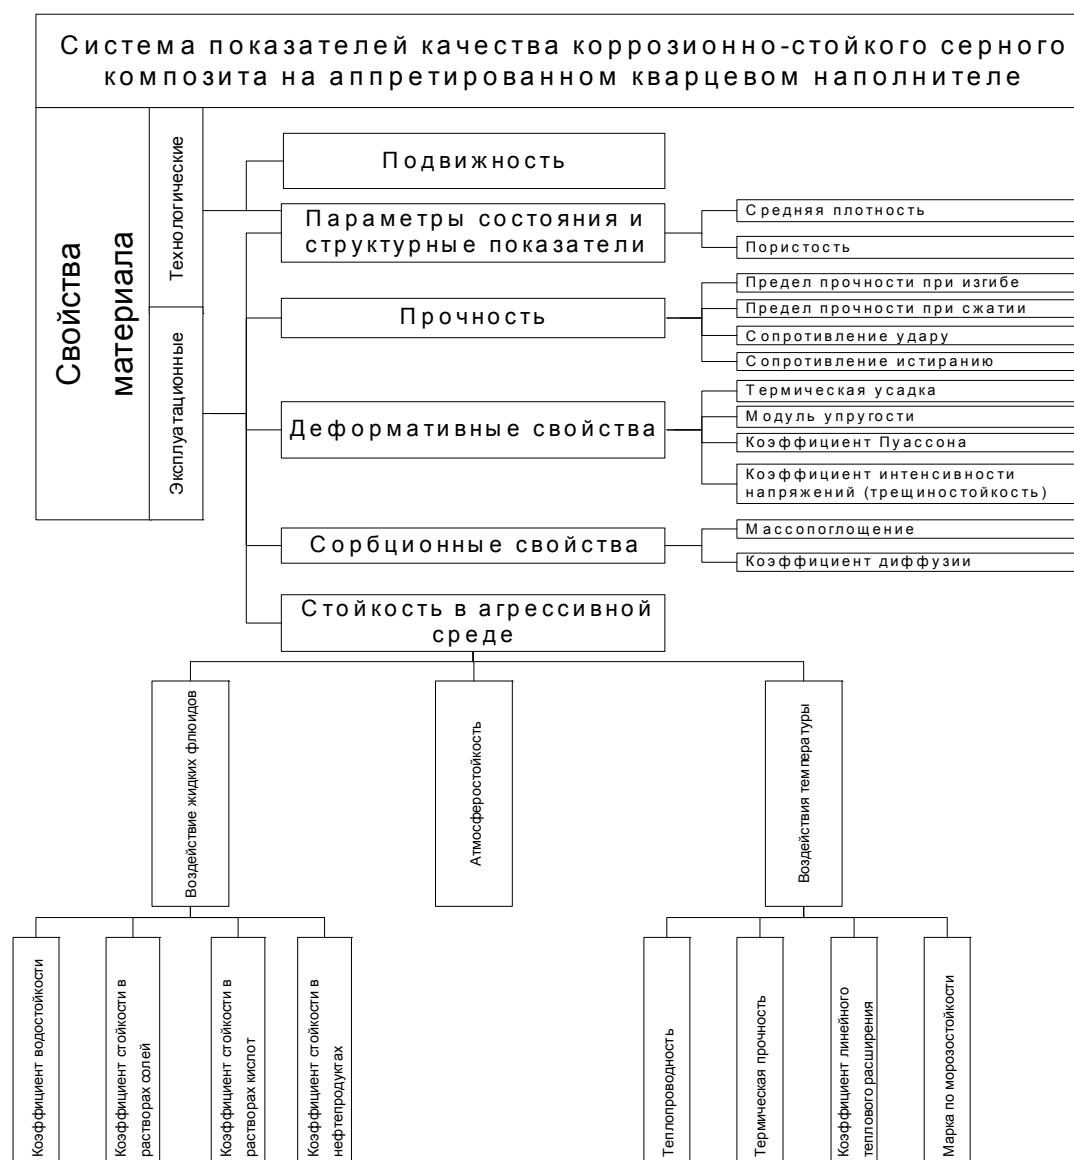 Система показателей качества коррозионно-стойкого серного
композита на аппретированном кварцевом наполнителе
Свойства
материала
Технологические
Эксплуатационные
Подвижность
Параметры состояния и
структурные показатели
Средняя плотность
Пористость
Прочность
Предел прочности при изгибе
Предел прочности при сжатии
Сопротивление удару
Сопротивление истиранию
Деформативные свойства
Термическая усадка
Модуль упругости
Коэффициент Пуассона
Коэффициент интенсивности
напряжений (трещиностойкость)
Сорбционные свойства
Массопоглощение
Коэффициент диффузии
Стойкость в агрессивной
среде
Воздействие жидких флюидов
Атмосферостойкость
Воздействия температуры
Коэффициент водостойкости
Коэффициент стойкости в
растворах солей
Коэффициент стойкости в
растворах кислот
Коэффициент стойкости в
нефтепродуктах
Теплопроводность
Термическая прочность
Коэффициент линейного
теплового расширения
Марка по морозостойкости